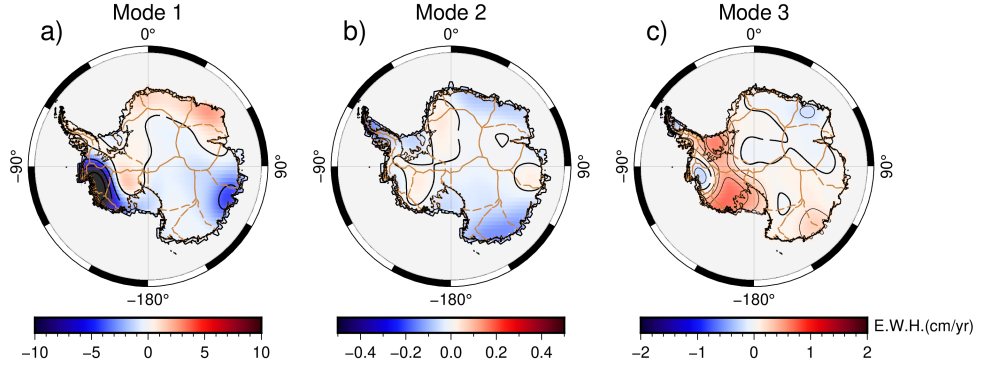 Mode 1 Mode 2 Mode 3
a) 0° b) 0° c) 0°
−90° 90° −90° 90° −90° 90°
−180° −180° −180°
E.W.H.(cm/yr)
−10 −5 0 5 10 −0.4 −0.2 0.0 0.2 0.4 −2 −1 0 1 2